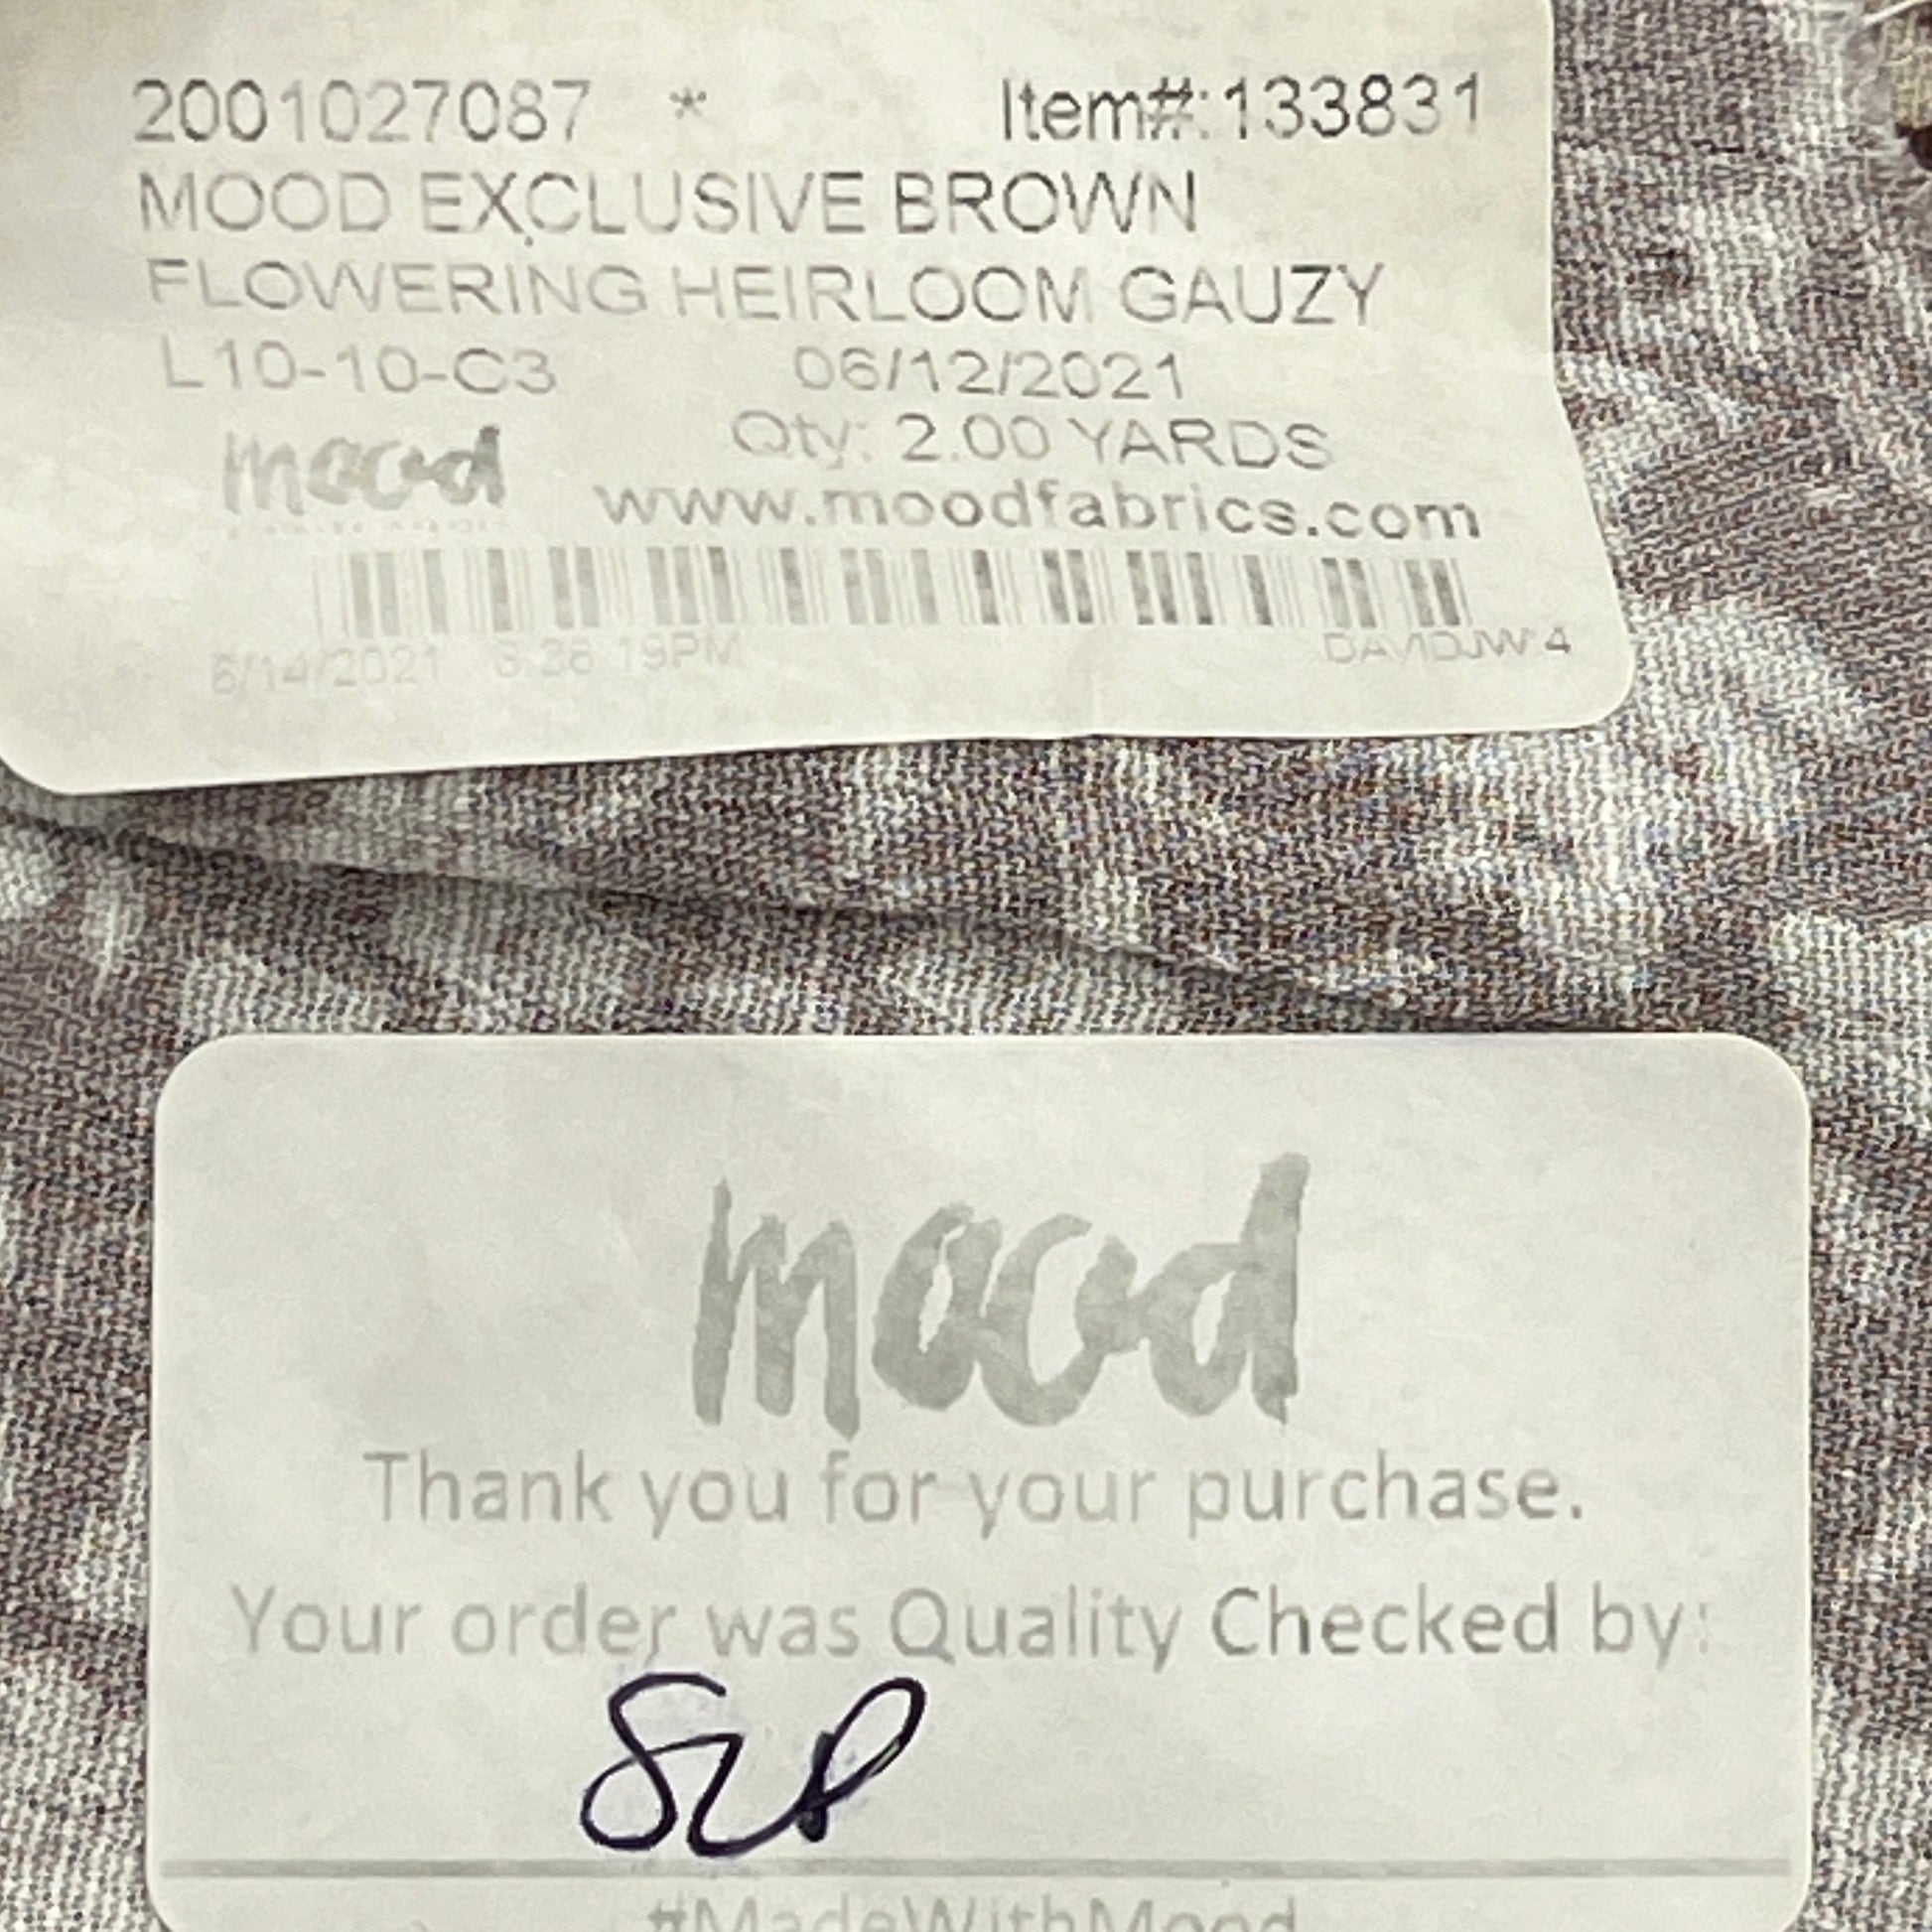 2001027087 * Item#:133831
MOOD EXCLUSIVE BROWN
FLOWERING HEIRLOOM GAUZY
L10-10-C3 06/12/2021
mood Qty: 2.00 YARDS
www.moodfabrics.com
6/14/2021 19PM
mood
Thank you for your purchase.
Your order was Quality Checked by:
#MadeWithMood